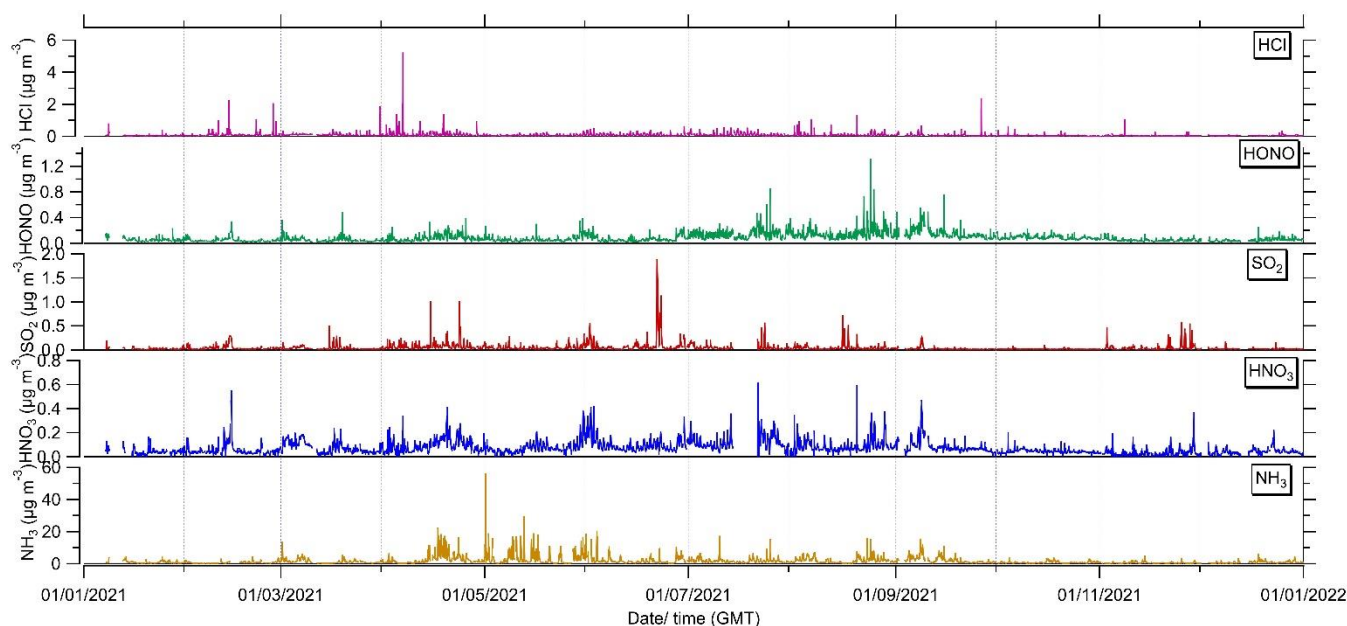 HCl
HCl (µg m⁻³)
6
4
2
0
HONO
HONO (µg m⁻³)
1.2
0.8
0.4
0.0
SO₂
SO₂ (µg m⁻³)
2.0
1.5
1.0
0.5
0.0
HNO₃
HNO₃ (µg m⁻³)
0.8
0.6
0.4
0.2
0.0
NH₃
NH₃ (µg m⁻³)
60
40
20
0
01/01/2021 01/03/2021 01/05/2021 01/07/2021 01/09/2021 01/11/2021 01/01/2022
Date/ time (GMT)